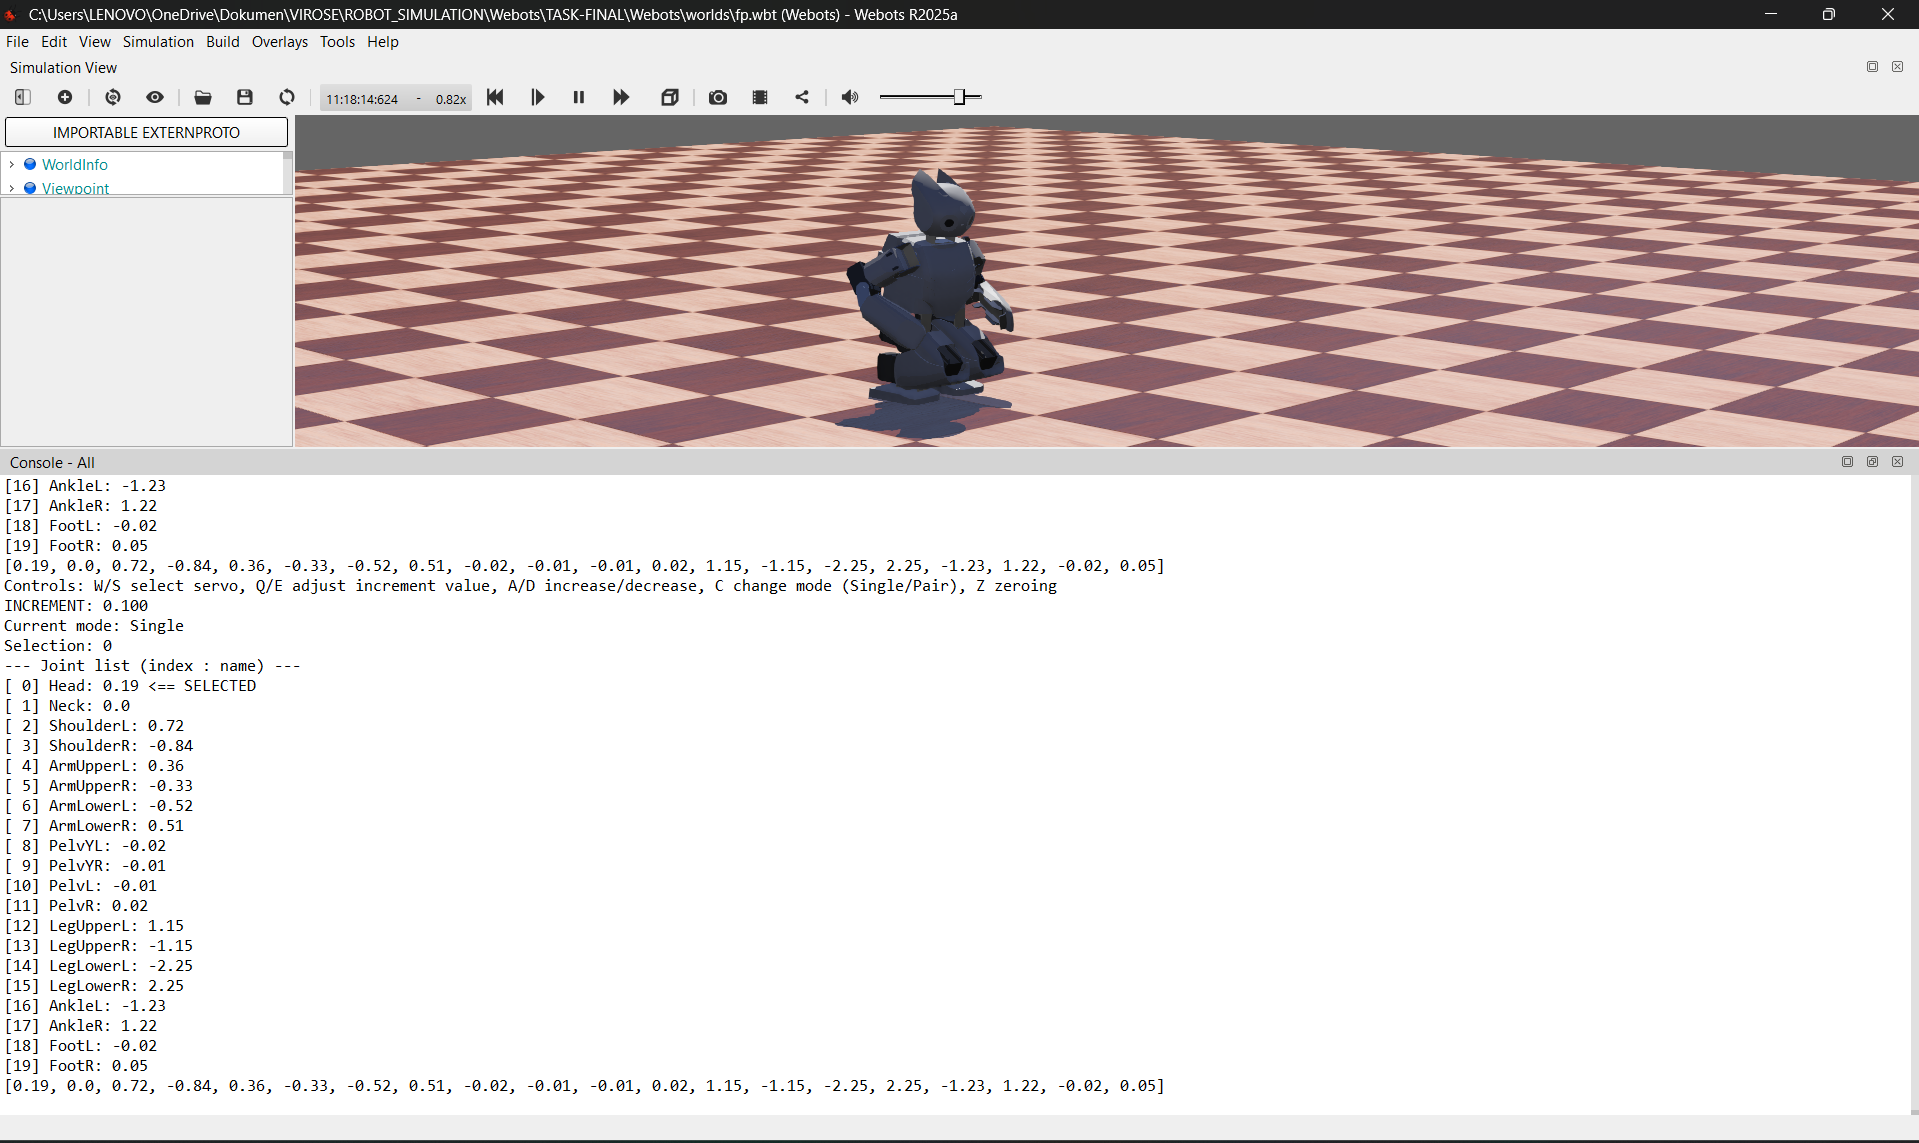 C:\Users\LENOVO\OneDrive\Dokumen\VIROSE\ROBOT_SIMULATION\Webots\TASK-FINAL\Webots\worlds\fp.wbt (Webots) - Webots R2025a
File Edit View Simulation Build Overlays Tools Help
Simulation View
11:18:14:624 - 0.82x
IMPORTABLE EXTERNPROTO
WorldInfo
Viewpoint
Console - All
[16] AnkleL: -1.23
[17] AnkleR: 1.22
[18] FootL: -0.02
[19] FootR: 0.05
[0.19, 0.0, 0.72, -0.84, 0.36, -0.33, -0.52, 0.51, -0.02, -0.01, -0.01, 0.02, 1.15, -1.15, -2.25, 2.25, -1.23, 1.22, -0.02, 0.05]
Controls: W/S select servo, Q/E adjust increment value, A/D increase/decrease, C change mode (Single/Pair), Z zeroing
INCREMENT: 0.100
Current mode: Single
Selection: 0
--- Joint list (index : name) ---
[ 0] Head: 0.19 <== SELECTED
[ 1] Neck: 0.0
[ 2] ShoulderL: 0.72
[ 3] ShoulderR: -0.84
[ 4] ArmUpperL: 0.36
[ 5] ArmUpperR: -0.33
[ 6] ArmLowerL: -0.52
[ 7] ArmLowerR: 0.51
[ 8] PelvYL: -0.02
[ 9] PelvYR: -0.01
[10] PelvL: -0.01
[11] PelvR: 0.02
[12] LegUpperL: 1.15
[13] LegUpperR: -1.15
[14] LegLowerL: -2.25
[15] LegLowerR: 2.25
[16] AnkleL: -1.23
[17] AnkleR: 1.22
[18] FootL: -0.02
[19] FootR: 0.05
[0.19, 0.0, 0.72, -0.84, 0.36, -0.33, -0.52, 0.51, -0.02, -0.01, -0.01, 0.02, 1.15, -1.15, -2.25, 2.25, -1.23, 1.22, -0.02, 0.05]